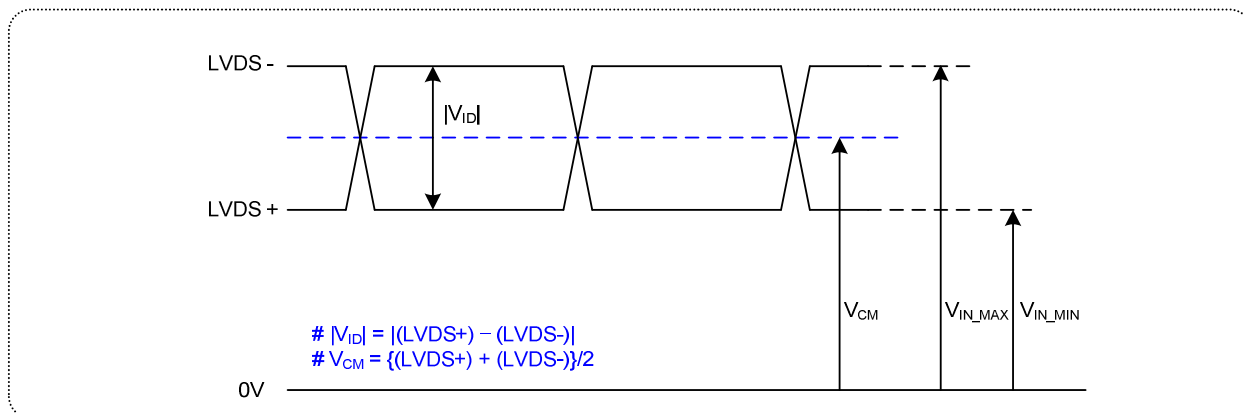 LVDS -
|VID|
LVDS +
VCM
VIN_MAX
VIN_MIN
# |VID| = |(LVDS+) – (LVDS-)|
# VCM = {(LVDS+) + (LVDS-)}/2
0V